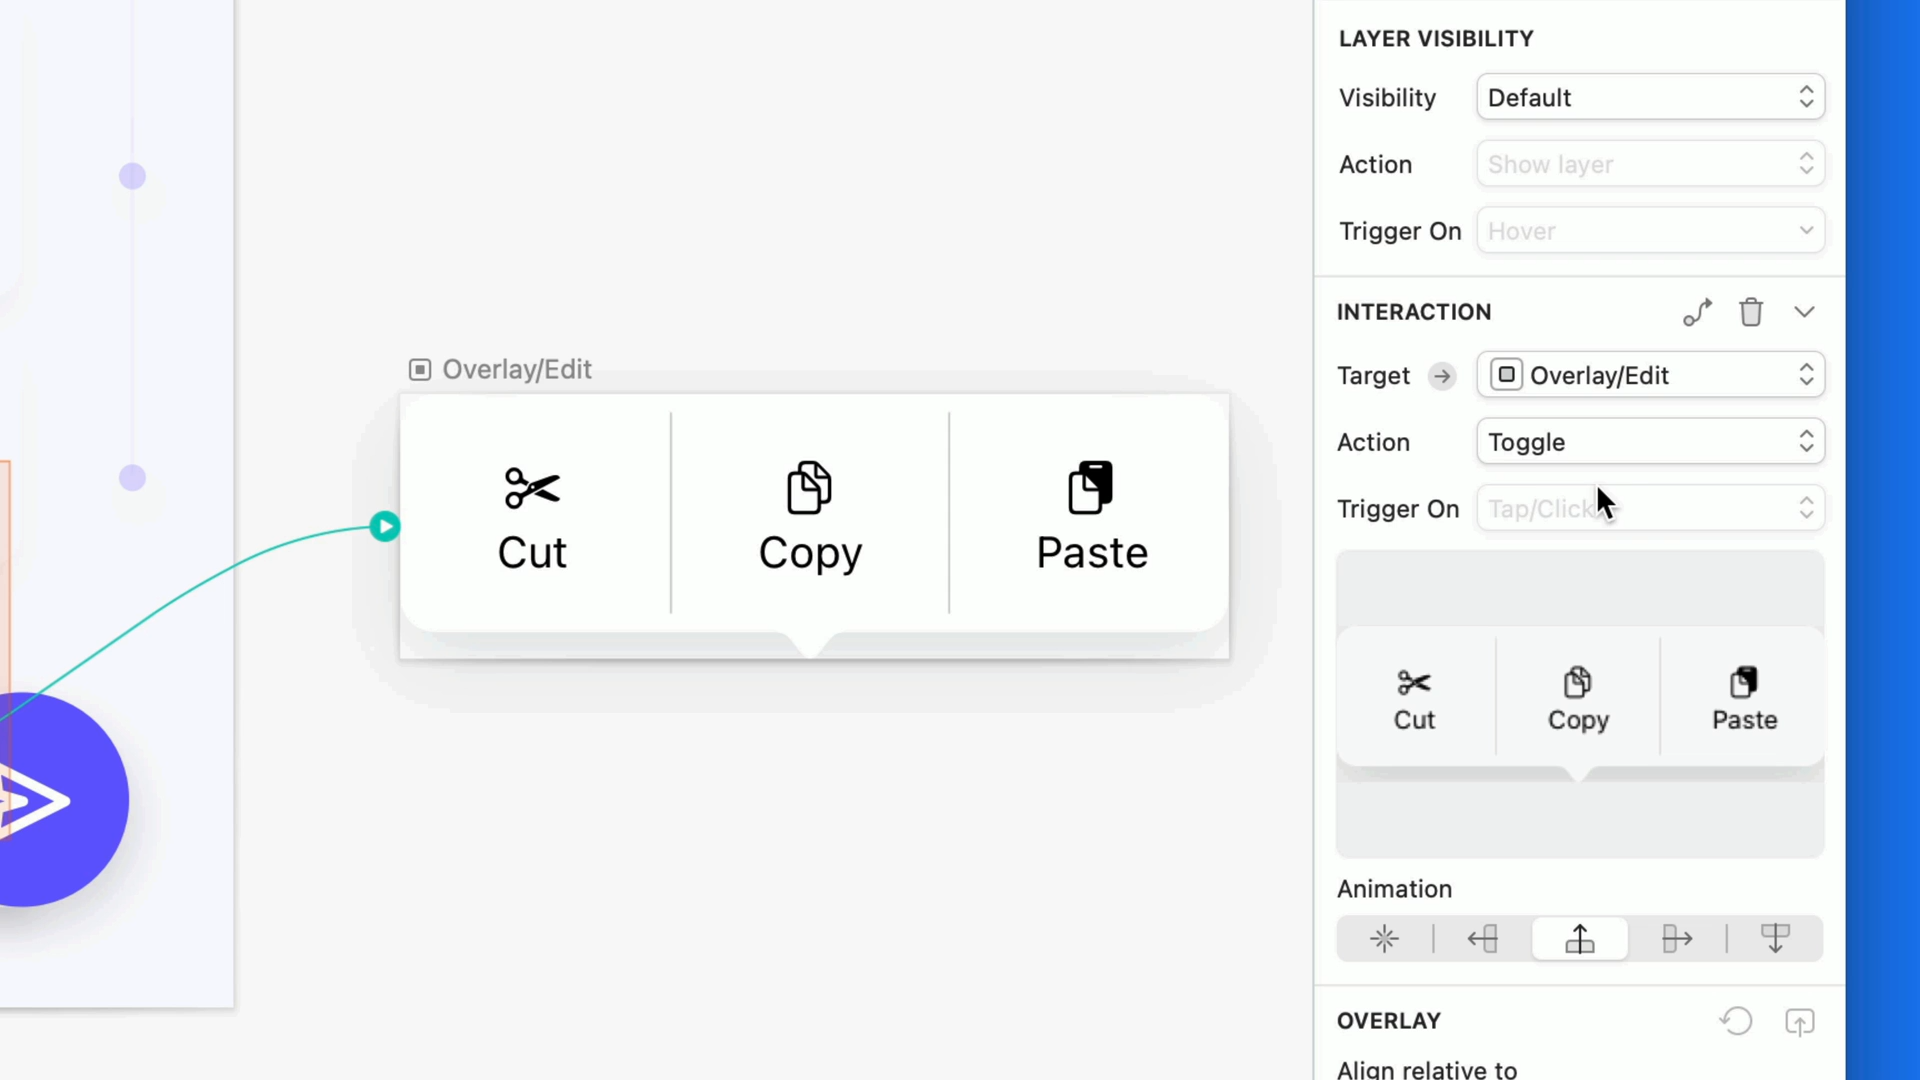 Overlay/Edit
Cut
Copy
Paste
LAYER VISIBILITY
Visibility
Default
Action
Show layer
Trigger On
Hover
INTERACTION
Target
Overlay/Edit
Action
Toggle
Trigger On
Tap/Click
Cut
Copy
Paste
Animation
OVERLAY
Align relative to